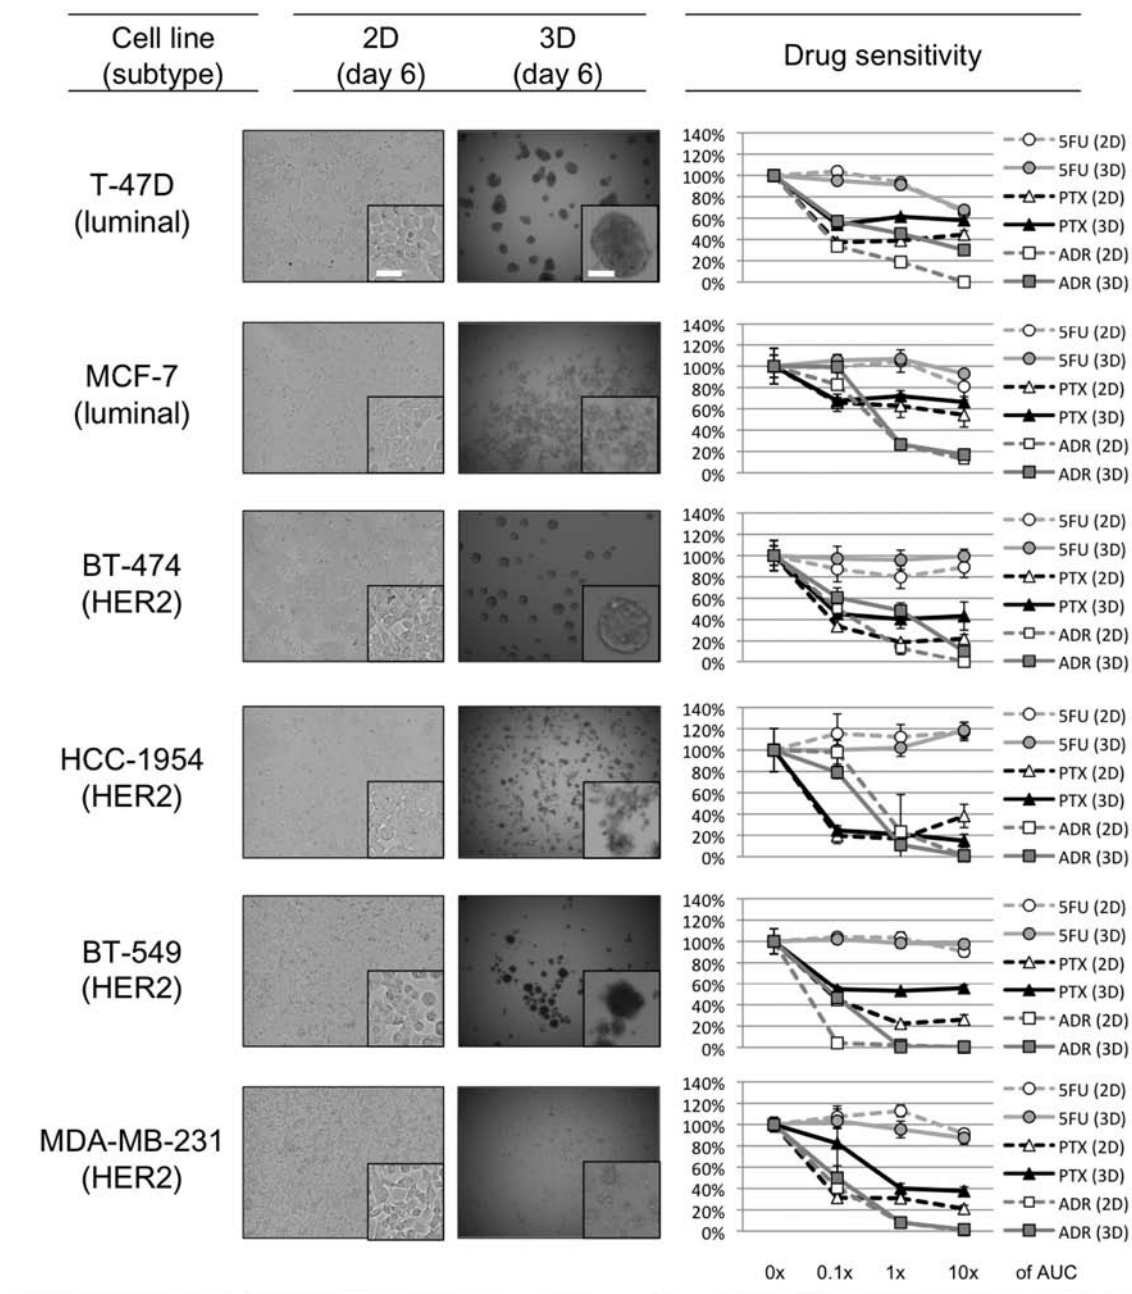 Cell line
(subtype)
2D
(day 6)
3D
(day 6)
Drug sensitivity
T-47D
(luminal)
140%
120%
100%
80%
60%
40%
20%
0%
5FU (2D)
5FU (3D)
PTX (2D)
PTX (3D)
ADR (2D)
ADR (3D)
MCF-7
(luminal)
140%
120%
100%
80%
60%
40%
20%
0%
5FU (2D)
5FU (3D)
PTX (2D)
PTX (3D)
ADR (2D)
ADR (3D)
BT-474
(HER2)
140%
120%
100%
80%
60%
40%
20%
0%
5FU (2D)
5FU (3D)
PTX (2D)
PTX (3D)
ADR (2D)
ADR (3D)
HCC-1954
(HER2)
140%
120%
100%
80%
60%
40%
20%
0%
5FU (2D)
5FU (3D)
PTX (2D)
PTX (3D)
ADR (2D)
ADR (3D)
BT-549
(HER2)
140%
120%
100%
80%
60%
40%
20%
0%
5FU (2D)
5FU (3D)
PTX (2D)
PTX (3D)
ADR (2D)
ADR (3D)
MDA-MB-231
(HER2)
140%
120%
100%
80%
60%
40%
20%
0%
5FU (2D)
5FU (3D)
PTX (2D)
PTX (3D)
ADR (2D)
ADR (3D)
0x 0.1x 1x 10x of AUC